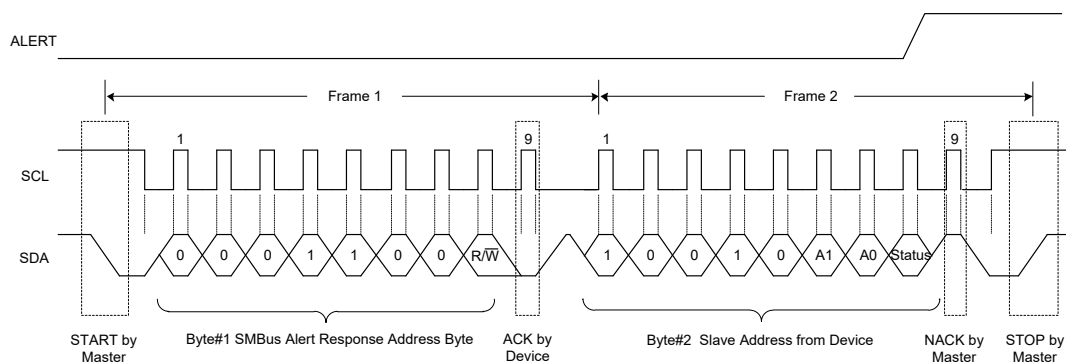 ALERT
Frame 1
Frame 2
1
9
1
9
SCL
SDA
0
0
0
1
1
0
0
R/W
1
0
0
1
0
A1
A0
Status
START by
Master
Byte#1 SMBus Alert Response Address Byte
ACK by
Device
Byte#2 Slave Address from Device
NACK by
Master
STOP by
Master